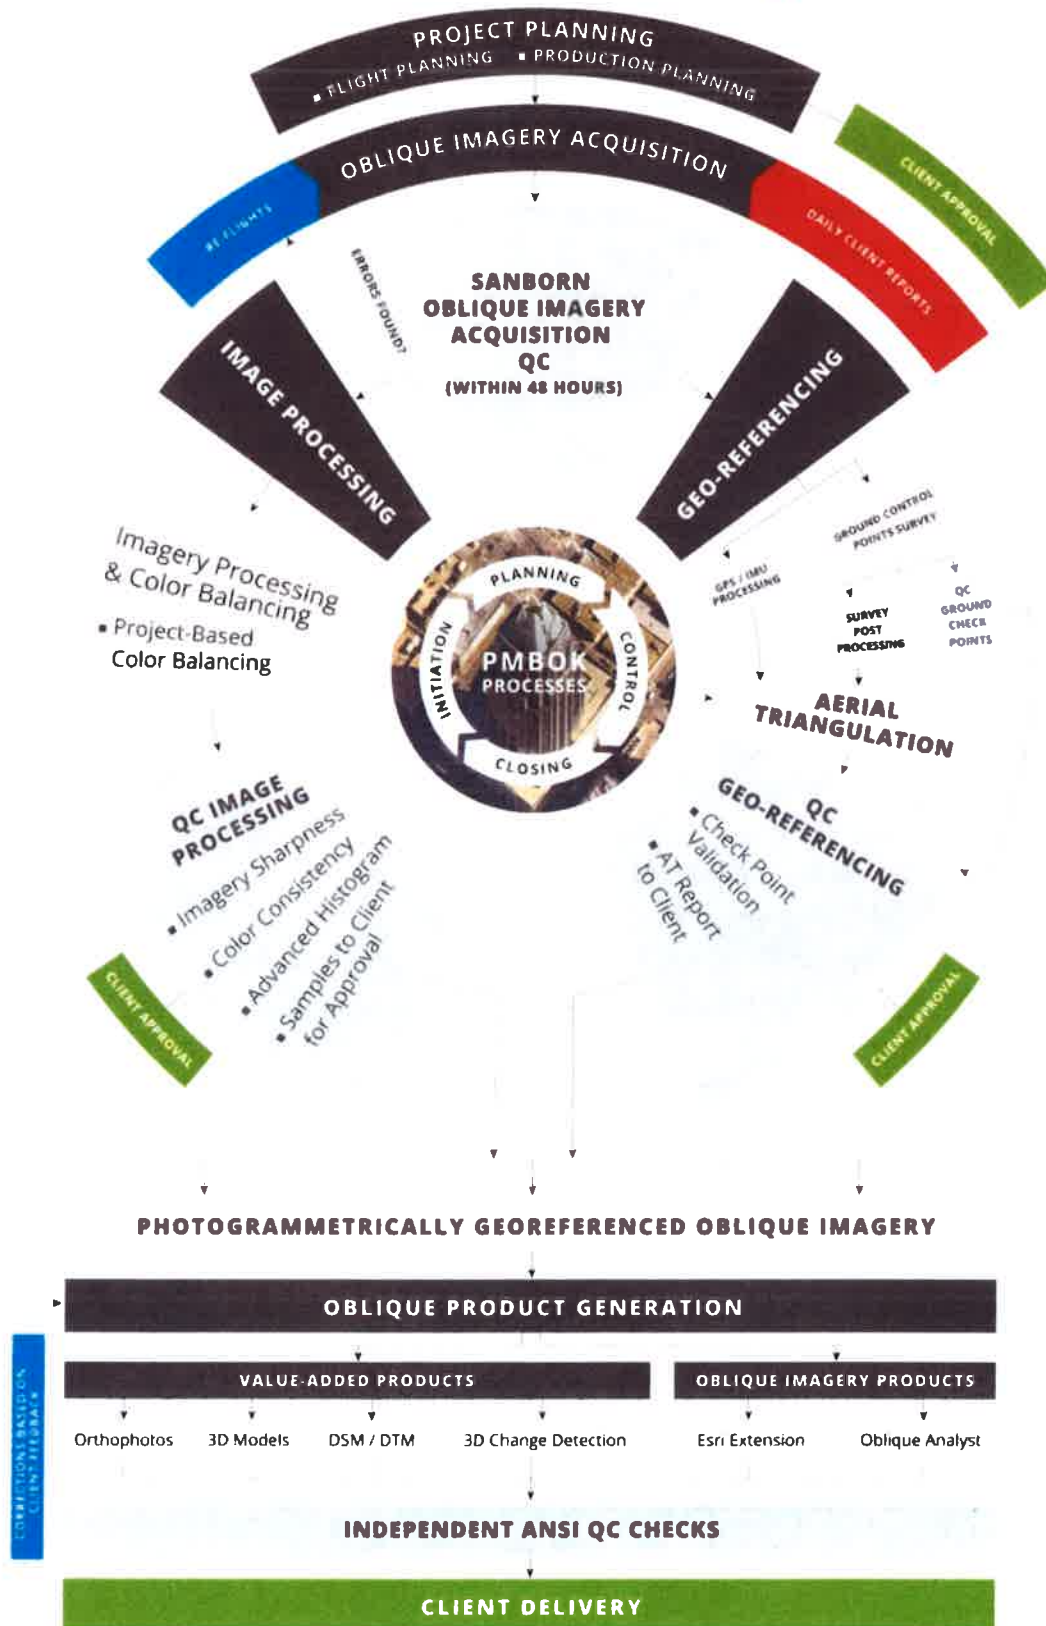 PROJECT PLANNING
▪ FLIGHT PLANNING ▪ PRODUCTION PLANNING
OBLIQUE IMAGERY ACQUISITION
CLIENT APPROVAL
RE-FLIGHTS
DAILY CLIENT REPORTS
ERRORS FOUND?
SANBORN
OBLIQUE IMAGERY
ACQUISITION
QC
(WITHIN 48 HOURS)
IMAGE PROCESSING
GEO-REFERENCING
GROUND CONTROL
POINTS SURVEY
GPS / IMU
PROCESSING
SURVEY
POST
PROCESSING
QC
GROUND
CHECK
POINTS
Imagery Processing
& Color Balancing
▪ Project-Based
Color Balancing
PLANNING
INITIATION
CONTROL
CLOSING
PMBOK
PROCESSES
AERIAL
TRIANGULATION
QC IMAGE
PROCESSING
▪ Imagery Sharpness
▪ Color Consistency
▪ Advanced Histogram
▪ Samples to Client
for Approval
QC
GEO-REFERENCING
▪ Check Point
Validation
▪ AT Report
to Client
CLIENT APPROVAL
CLIENT APPROVAL
PHOTOGRAMMETRICALLY GEOREFERENCED OBLIQUE IMAGERY
OBLIQUE PRODUCT GENERATION
CORRECTIONS BASED ON
CLIENT FEEDBACK
VALUE-ADDED PRODUCTS
OBLIQUE IMAGERY PRODUCTS
Orthophotos 3D Models DSM / DTM 3D Change Detection Esri Extension Oblique Analyst
INDEPENDENT ANSI QC CHECKS
CLIENT DELIVERY